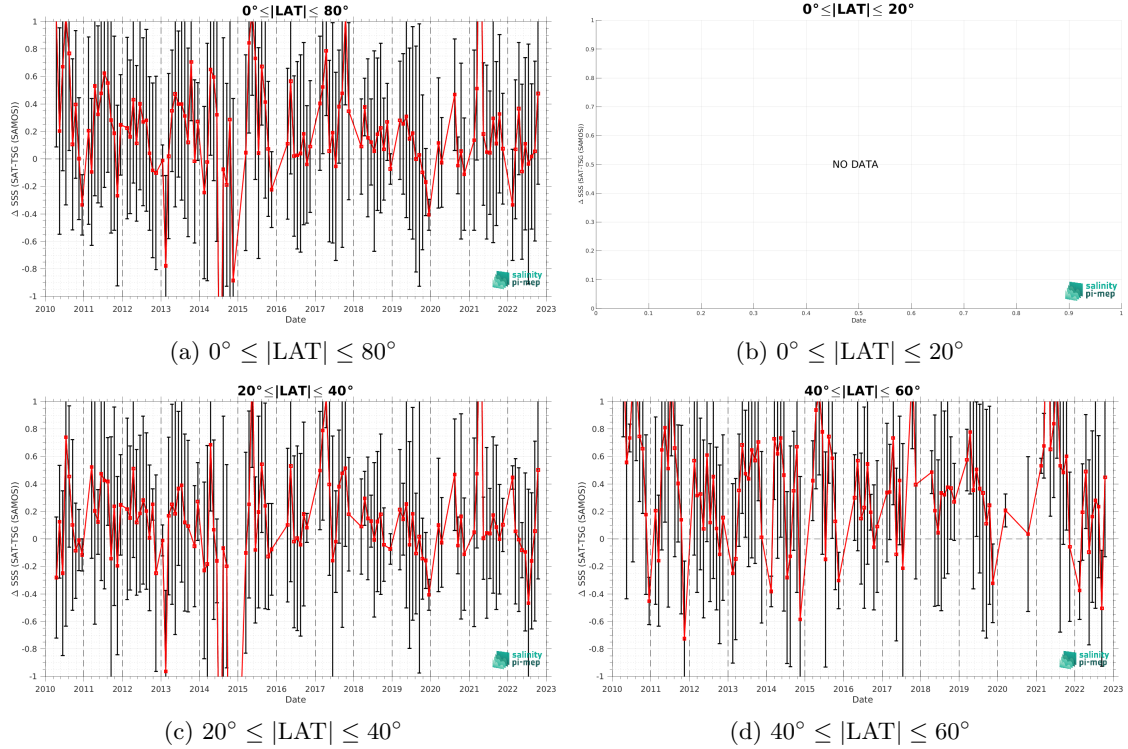 0°≤|LAT|≤ 80°
Δ SSS (SAT-TSG (SAMOS))
1
0.8
0.6
0.4
0.2
0
-0.2
-0.4
-0.6
-0.8
-1
2010 2011 2012 2013 2014 2015 2016 2017 2018 2019 2020 2021 2022 2023
Date
salinity
pi-mep
(a) 0° ≤ |LAT| ≤ 80°
0°≤|LAT|≤ 20°
Δ SSS (SAT-TSG (SAMOS))
1
0.9
0.8
0.7
0.6
0.5
0.4
0.3
0.2
0.1
0
NO DATA
0 0.1 0.2 0.3 0.4 0.5 0.6 0.7 0.8 0.9 1
Date
salinity
pi-mep
(b) 0° ≤ |LAT| ≤ 20°
20°≤|LAT|≤ 40°
Δ SSS (SAT-TSG (SAMOS))
1
0.8
0.6
0.4
0.2
0
-0.2
-0.4
-0.6
-0.8
-1
2010 2011 2012 2013 2014 2015 2016 2017 2018 2019 2020 2021 2022 2023
Date
salinity
pi-mep
(c) 20° ≤ |LAT| ≤ 40°
40°≤|LAT|≤ 60°
Δ SSS (SAT-TSG (SAMOS))
1
0.8
0.6
0.4
0.2
0
-0.2
-0.4
-0.6
-0.8
-1
2010 2011 2012 2013 2014 2015 2016 2017 2018 2019 2020 2021 2022 2023
Date
salinity
pi-mep
(d) 40° ≤ |LAT| ≤ 60°